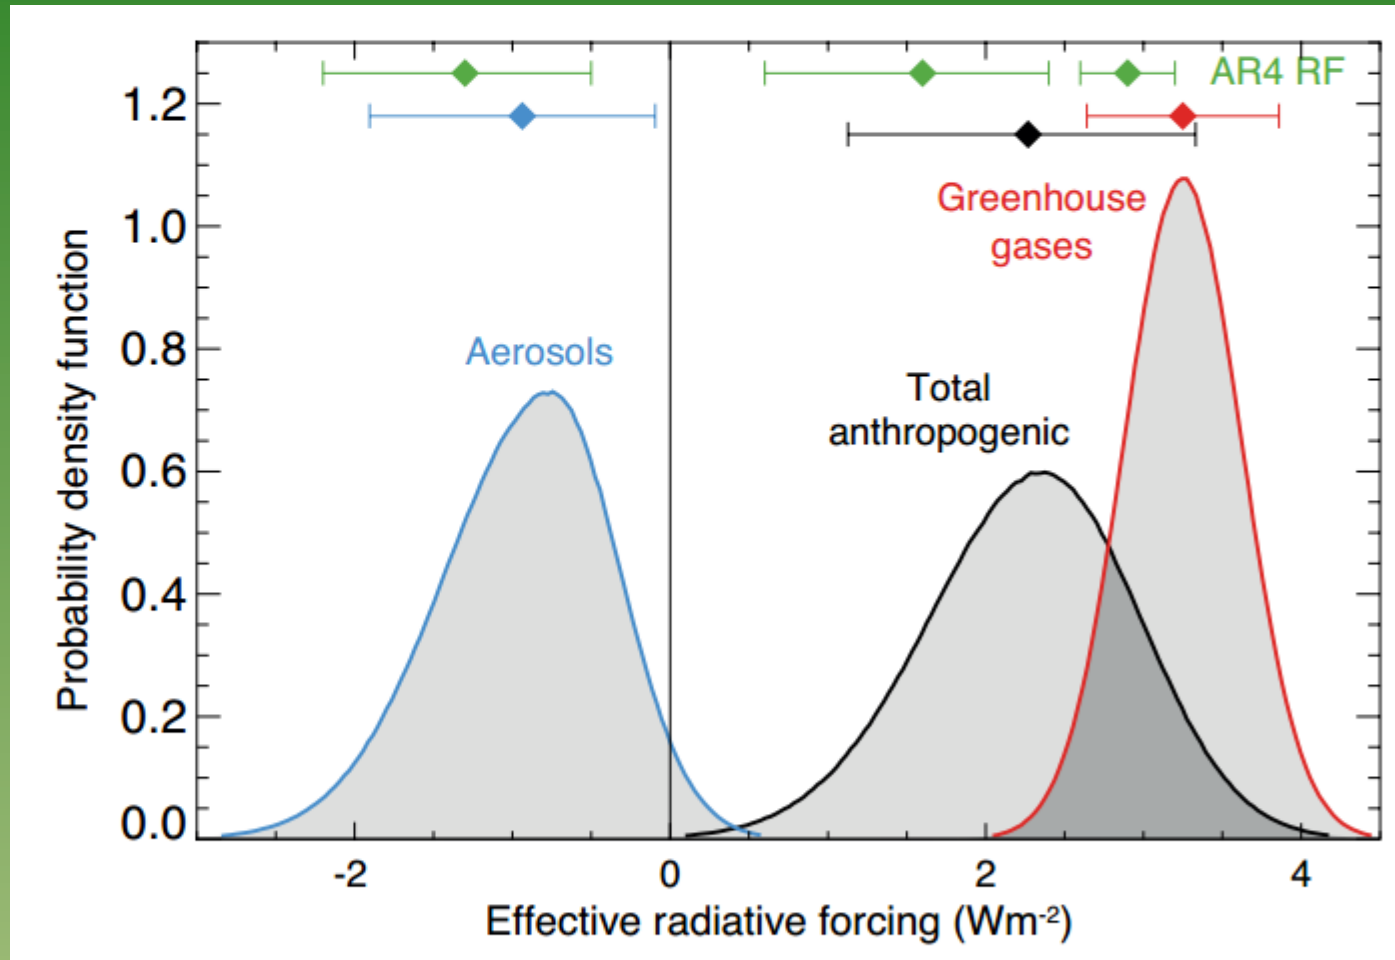 AR4 RF
1.2
1.0
0.8
0.6
0.4
0.2
0.0
Probability density function
Greenhouse
gases
Aerosols
Total
anthropogenic
-2 0 2 4
Effective radiative forcing (Wm⁻²)